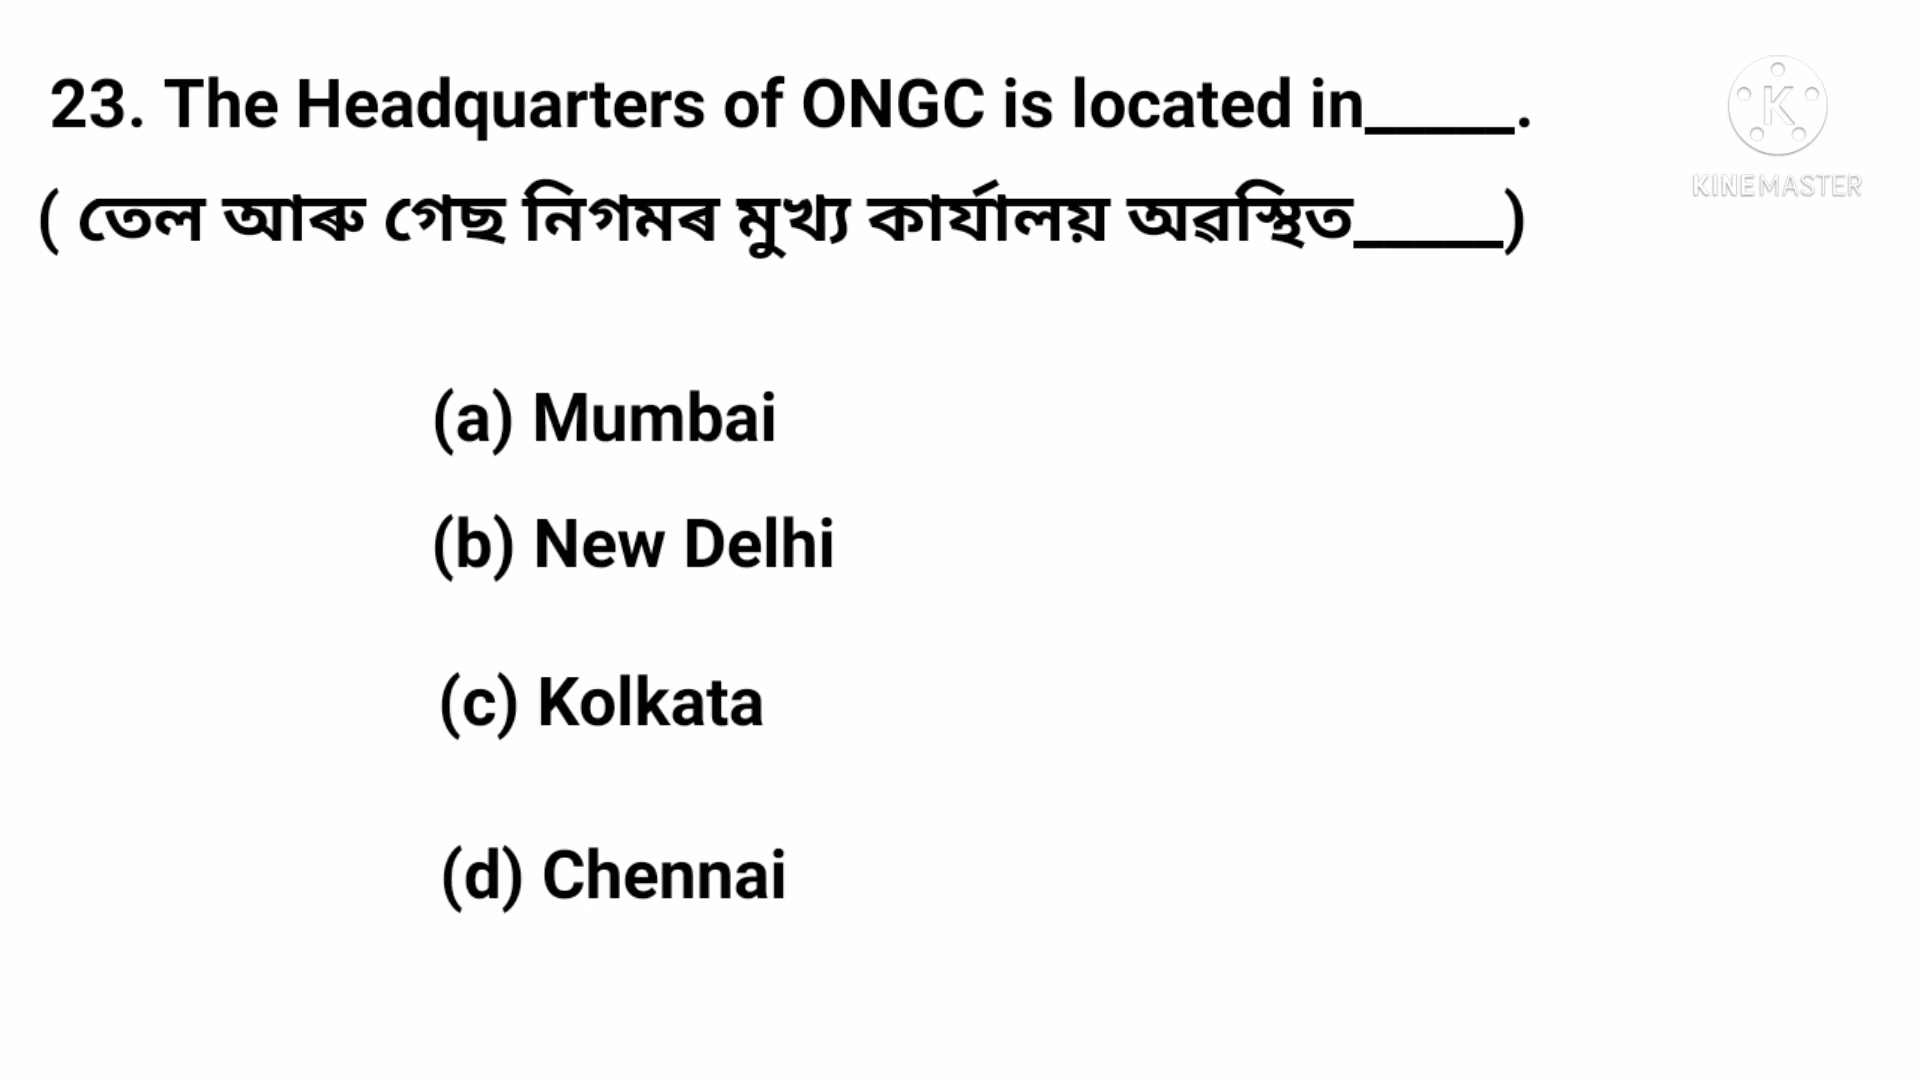 23. The Headquarters of ONGC is located in_____.
K
KINEMASTER
( তেল আৰু গেছ নিগমৰ মুখ্য কাৰ্যালয় অৱস্থিত_____)
(a) Mumbai
(b) New Delhi
(c) Kolkata
(d) Chennai